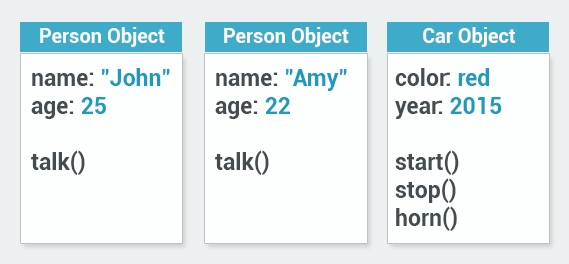 Person Object
name: "John"
age: 25
talk()
Person Object
name: "Amy"
age: 22
talk()
Car Object
color: red
year: 2015
start()
stop()
horn()